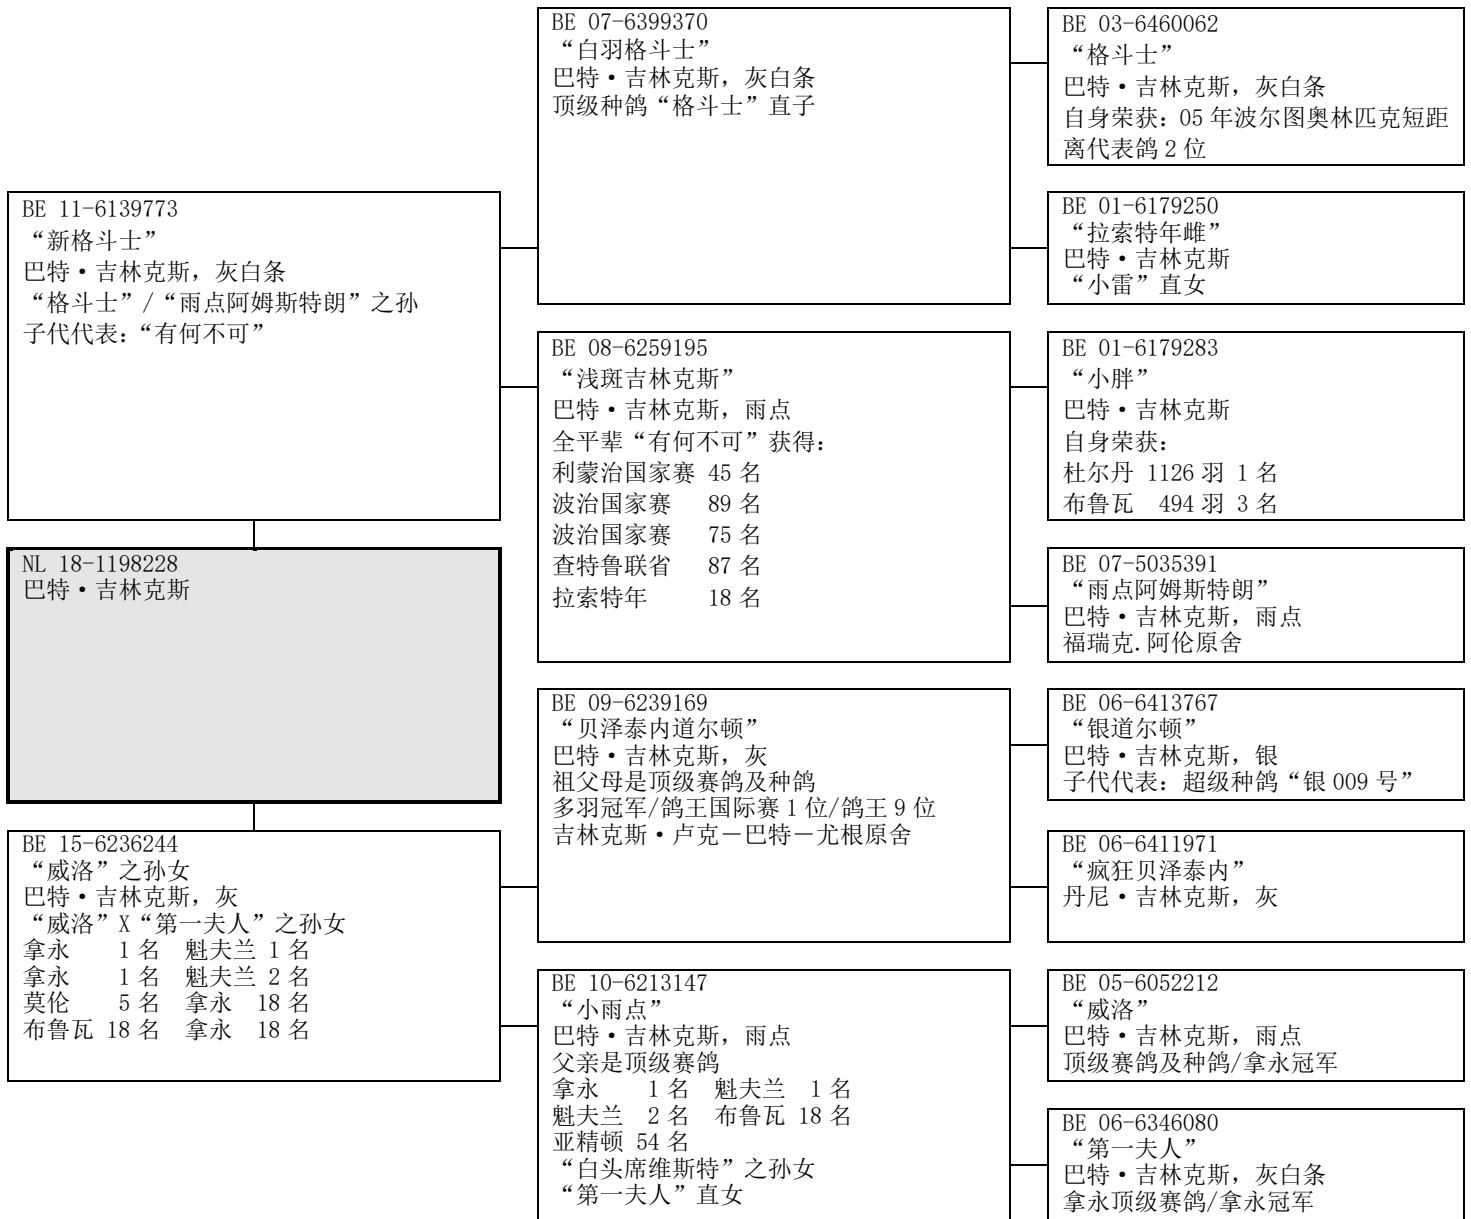 BE 11-6139773
“新格斗士”
巴特·吉林克斯，灰白条
“格斗士”/“雨点阿姆斯特朗”之孙
子代代表：“有何不可”
NL 18-1198228
巴特·吉林克斯
BE 15-6236244
“威洛”之孙女
巴特·吉林克斯，灰
“威洛”X“第一夫人”之孙女
拿永 1 名 魁夫兰 1 名
拿永 1 名 魁夫兰 2 名
莫伦 5 名 拿永 18 名
布鲁瓦 18 名 拿永 18 名
BE 07-6399370
“白羽格斗士”
巴特·吉林克斯，灰白条
顶级种鸽“格斗士”直子
BE 08-6259195
“浅斑吉林克斯”
巴特·吉林克斯，雨点
全平辈“有何不可”获得：
利蒙治国家赛 45 名
波治国家赛 89 名
波治国家赛 75 名
查特鲁联省 87 名
拉索特年 18 名
BE 09-6239169
“贝泽泰内道尔顿”
巴特·吉林克斯，灰
祖父母是顶级赛鸽及种鸽
多羽冠军/鸽王国际赛 1 位/鸽王 9 位
吉林克斯·卢克－巴特－尤根原舍
BE 10-6213147
“小雨点”
巴特·吉林克斯，雨点
父亲是顶级赛鸽
拿永 1 名 魁夫兰 1 名
魁夫兰 2 名 布鲁瓦 18 名
亚精顿 54 名
“白头席维斯特”之孙女
“第一夫人”直女
BE 03-6460062
“格斗士”
巴特·吉林克斯，灰白条
自身荣获：05 年波尔图奥林匹克短距
离代表鸽 2 位
BE 01-6179250
“拉索特年雌”
巴特·吉林克斯
“小雷”直女
BE 01-6179283
“小胖”
巴特·吉林克斯
自身荣获：
杜尔丹 1126 羽 1 名
布鲁瓦 494 羽 3 名
BE 07-5035391
“雨点阿姆斯特朗”
巴特·吉林克斯，雨点
福瑞克.阿伦原舍
BE 06-6413767
“银道尔顿”
巴特·吉林克斯，银
子代代表：超级种鸽“银 009 号”
BE 06-6411971
“疯狂贝泽泰内”
丹尼·吉林克斯，灰
BE 05-6052212
“威洛”
巴特·吉林克斯，雨点
顶级赛鸽及种鸽/拿永冠军
BE 06-6346080
“第一夫人”
巴特·吉林克斯，灰白条
拿永顶级赛鸽/拿永冠军